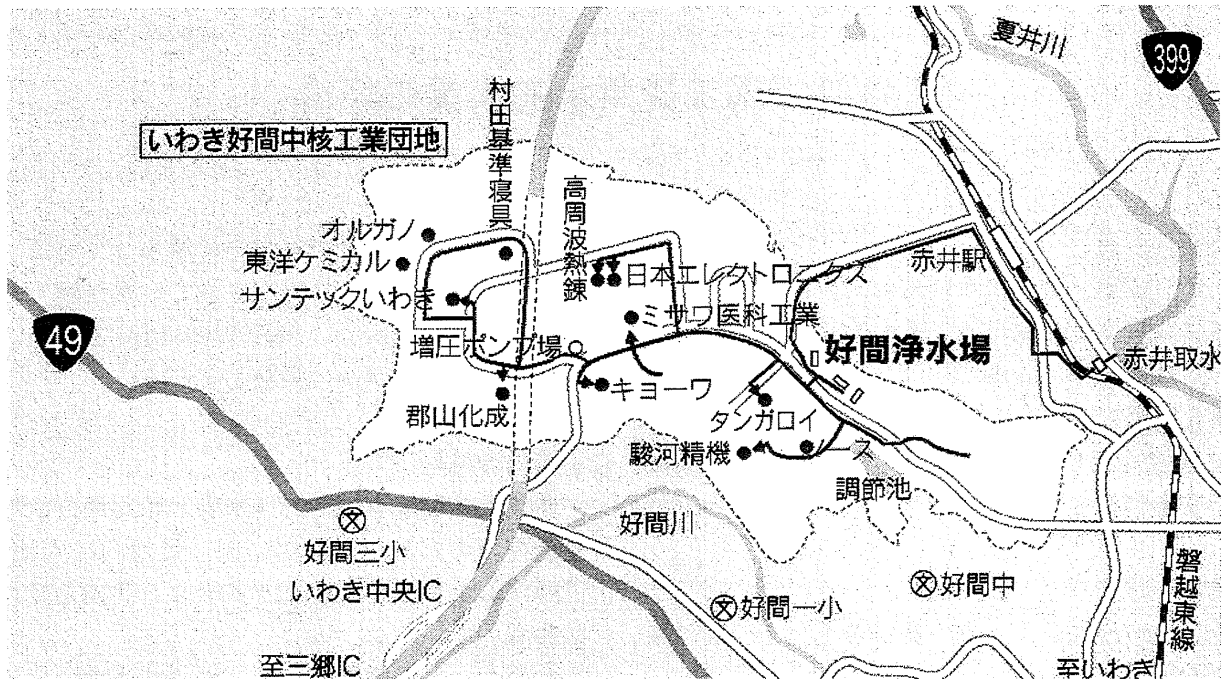 夏井川
399
いわき好間中核工業団地
村田基準寝具
高周波熱錬
オルガノ
東洋ケミカル
サンテックいわき
日本エレクトロニクス
赤井駅
ミサワ医科工業
49
増圧ポンプ場
好間浄水場
赤井取水
キョーワ
郡山化成
タンガロイ
駿河精機
ノース
調節池
文
好間三小
好間川
いわき中央IC
文 好間一小
文 好間中
磐越東線
至三郷IC
至いわき